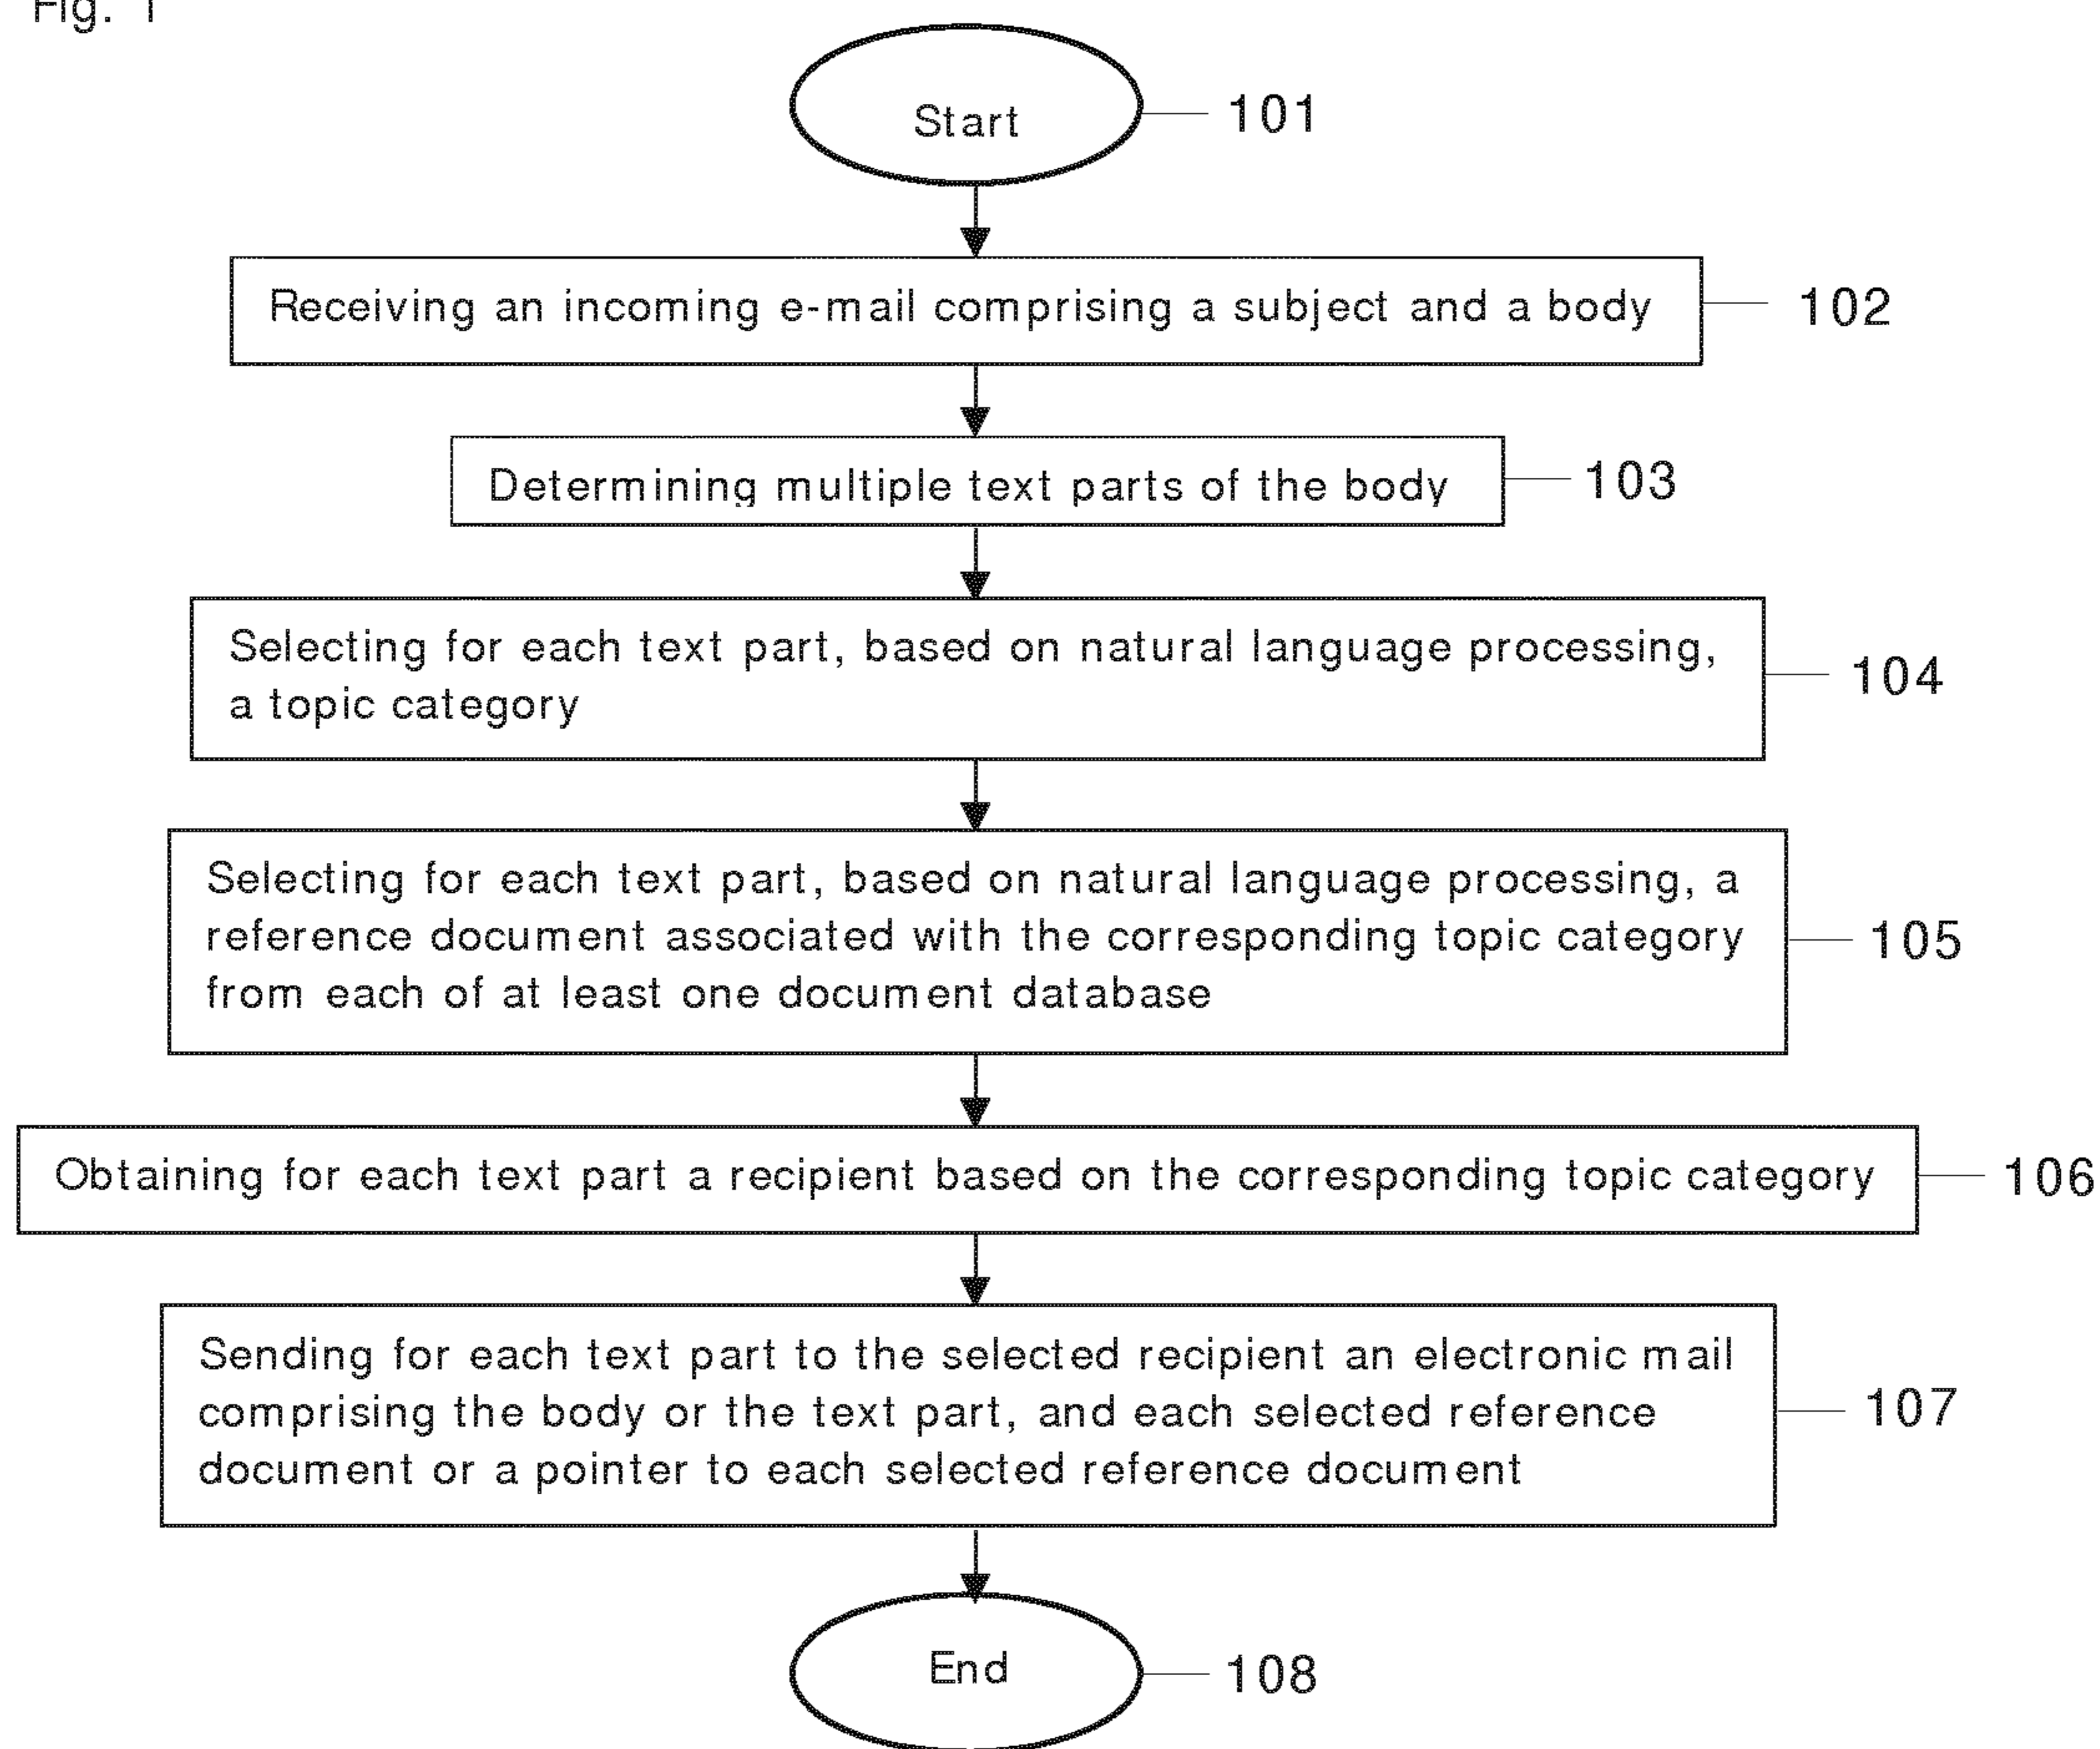 Fig. 1
Start
101
Receiving an incoming e-mail comprising a subject and a body
102
Determining multiple text parts of the body
103
Selecting for each text part, based on natural language processing,
a topic category
104
Selecting for each text part, based on natural language processing, a
reference document associated with the corresponding topic category
from each of at least one document database
105
Obtaining for each text part a recipient based on the corresponding topic category
106
Sending for each text part to the selected recipient an electronic mail
comprising the body or the text part, and each selected reference
document or a pointer to each selected reference document
107
End
108